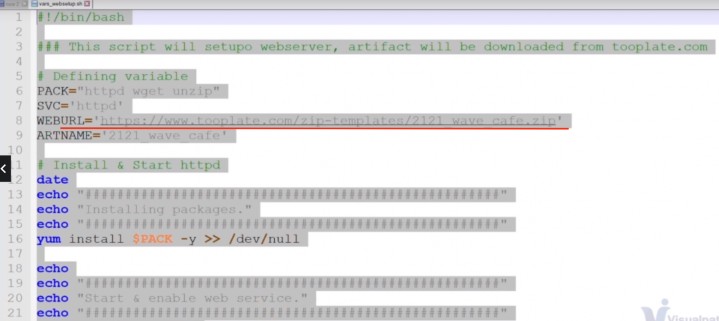 vars_websetup.sh
1 #!/bin/bash
2
3 ### This script will setupo webserver, artifact will be downloaded from tooplate.com
4
5 # Defining variable
6 PACK="httpd wget unzip"
7 SVC='httpd'
8 WEBURL='https://www.tooplate.com/zip-templates/2121_wave_cafe.zip'
9 ARTNAME='2121_wave_cafe'
10
11 # Install & Start httpd
12 date
13 echo "########################################"
14 echo "Installing packages."
15 echo "########################################"
16 yum install $PACK -y >> /dev/null
17
18 echo
19 echo "########################################"
20 echo "Start & enable web service."
21 echo "########################################"